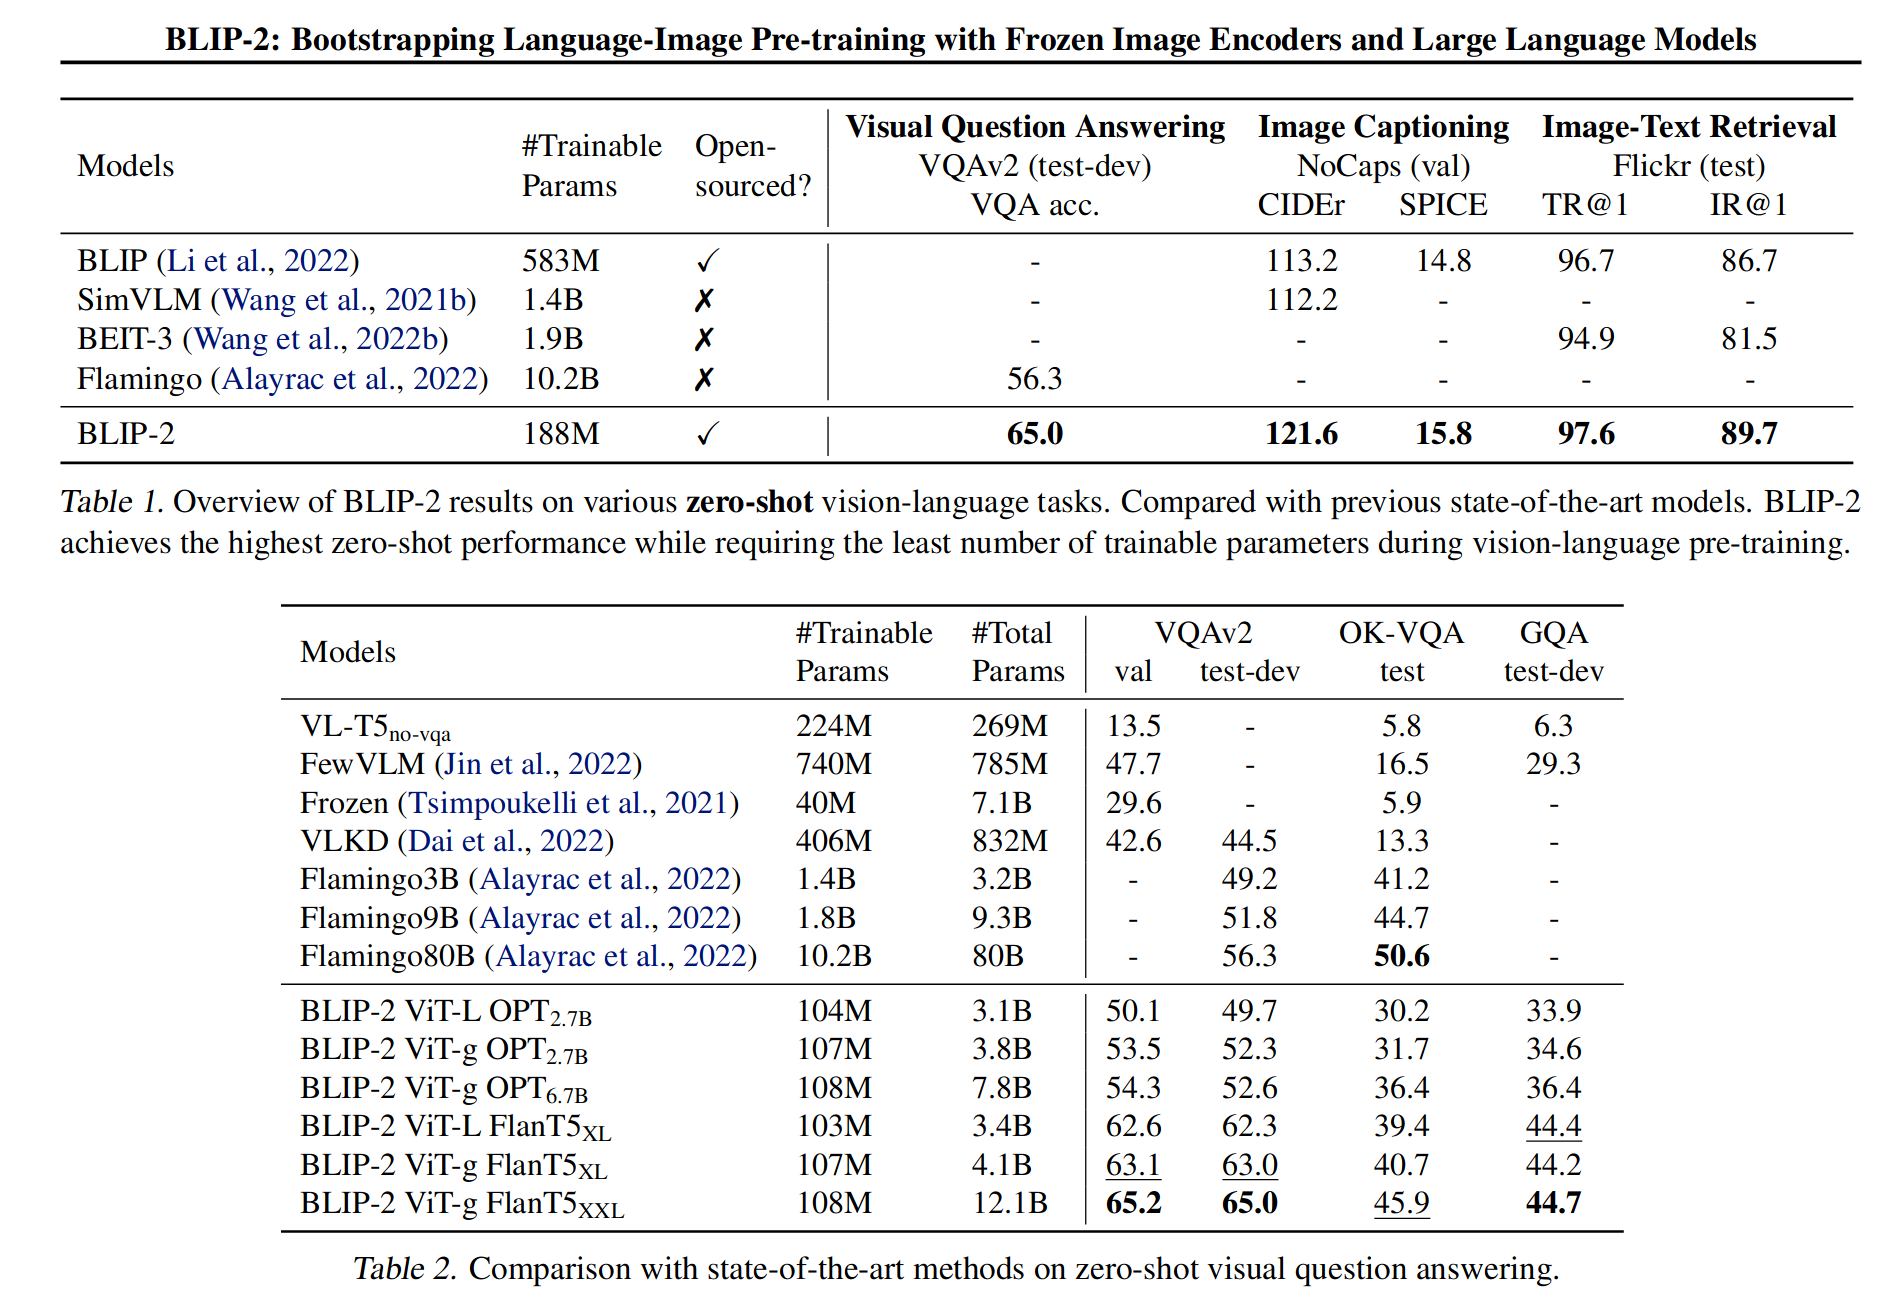 BLIP-2: Bootstrapping Language-Image Pre-training with Frozen Image Encoders and Large Language Models
Models #Trainable Params Open-sourced? Visual Question Answering Image Captioning Image-Text Retrieval
VQAv2 (test-dev) NoCaps (val) Flickr (test)
VQA acc. CIDEr SPICE TR@1 IR@1
BLIP (Li et al., 2022) 583M ✓ - 113.2 14.8 96.7 86.7
SimVLM (Wang et al., 2021b) 1.4B ✗ - 112.2 - - -
BEIT-3 (Wang et al., 2022b) 1.9B ✗ - - - 94.9 81.5
Flamingo (Alayrac et al., 2022) 10.2B ✗ 56.3 - - - -
BLIP-2 188M ✓ 65.0 121.6 15.8 97.6 89.7
Table 1. Overview of BLIP-2 results on various zero-shot vision-language tasks. Compared with previous state-of-the-art models. BLIP-2
achieves the highest zero-shot performance while requiring the least number of trainable parameters during vision-language pre-training.
Models #Trainable Params #Total Params VQAv2 OK-VQA GQA
val test-dev test test-dev
VL-T5no-vqa 224M 269M 13.5 - 5.8 6.3
FewVLM (Jin et al., 2022) 740M 785M 47.7 - 16.5 29.3
Frozen (Tsimpoukelli et al., 2021) 40M 7.1B 29.6 - 5.9 -
VLKD (Dai et al., 2022) 406M 832M 42.6 44.5 13.3 -
Flamingo3B (Alayrac et al., 2022) 1.4B 3.2B - 49.2 41.2 -
Flamingo9B (Alayrac et al., 2022) 1.8B 9.3B - 51.8 44.7 -
Flamingo80B (Alayrac et al., 2022) 10.2B 80B - 56.3 50.6 -
BLIP-2 ViT-L OPT2.7B 104M 3.1B 50.1 49.7 30.2 33.9
BLIP-2 ViT-g OPT2.7B 107M 3.8B 53.5 52.3 31.7 34.6
BLIP-2 ViT-g OPT6.7B 108M 7.8B 54.3 52.6 36.4 36.4
BLIP-2 ViT-L FlanT5XL 103M 3.4B 62.6 62.3 39.4 44.4
BLIP-2 ViT-g FlanT5XL 107M 4.1B 63.1 63.0 40.7 44.2
BLIP-2 ViT-g FlanT5XXL 108M 12.1B 65.2 65.0 45.9 44.7
Table 2. Comparison with state-of-the-art methods on zero-shot visual question answering.